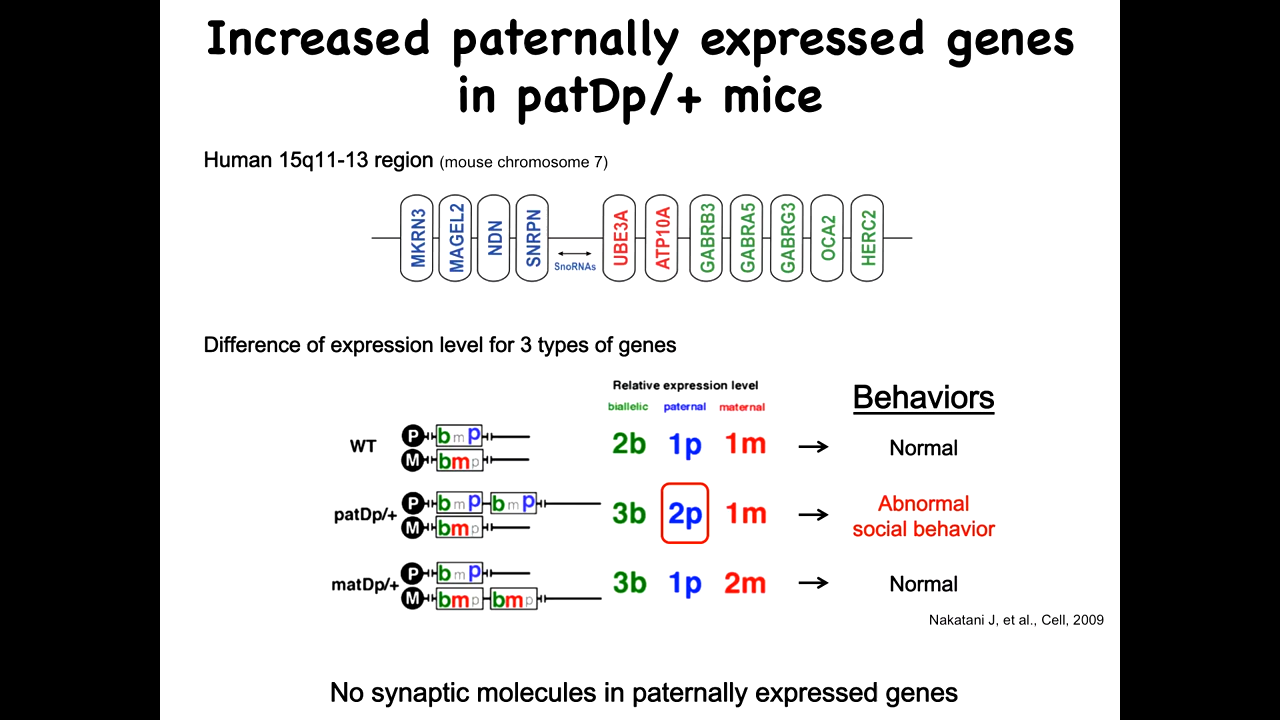 Increased paternally expressed genes
in patDp/+ mice
Human 15q11-13 region (mouse chromosome 7)
MKRN3 MAGEL2 NDN SNRPN SnoRNAs UBE3A ATP10A GABRB3 GABRA5 GABRG3 OCA2 HERC2
Difference of expression level for 3 types of genes
Relative expression level
biallelic paternal maternal
Behaviors
WT
P b m p
M b m p
2b 1p 1m → Normal
patDp/+
P b m p b m p
M b m p
3b 2p 1m → Abnormal
social behavior
matDp/+
P b m p
M b m p b m p
3b 1p 2m → Normal
Nakatani J, et al., Cell, 2009
No synaptic molecules in paternally expressed genes